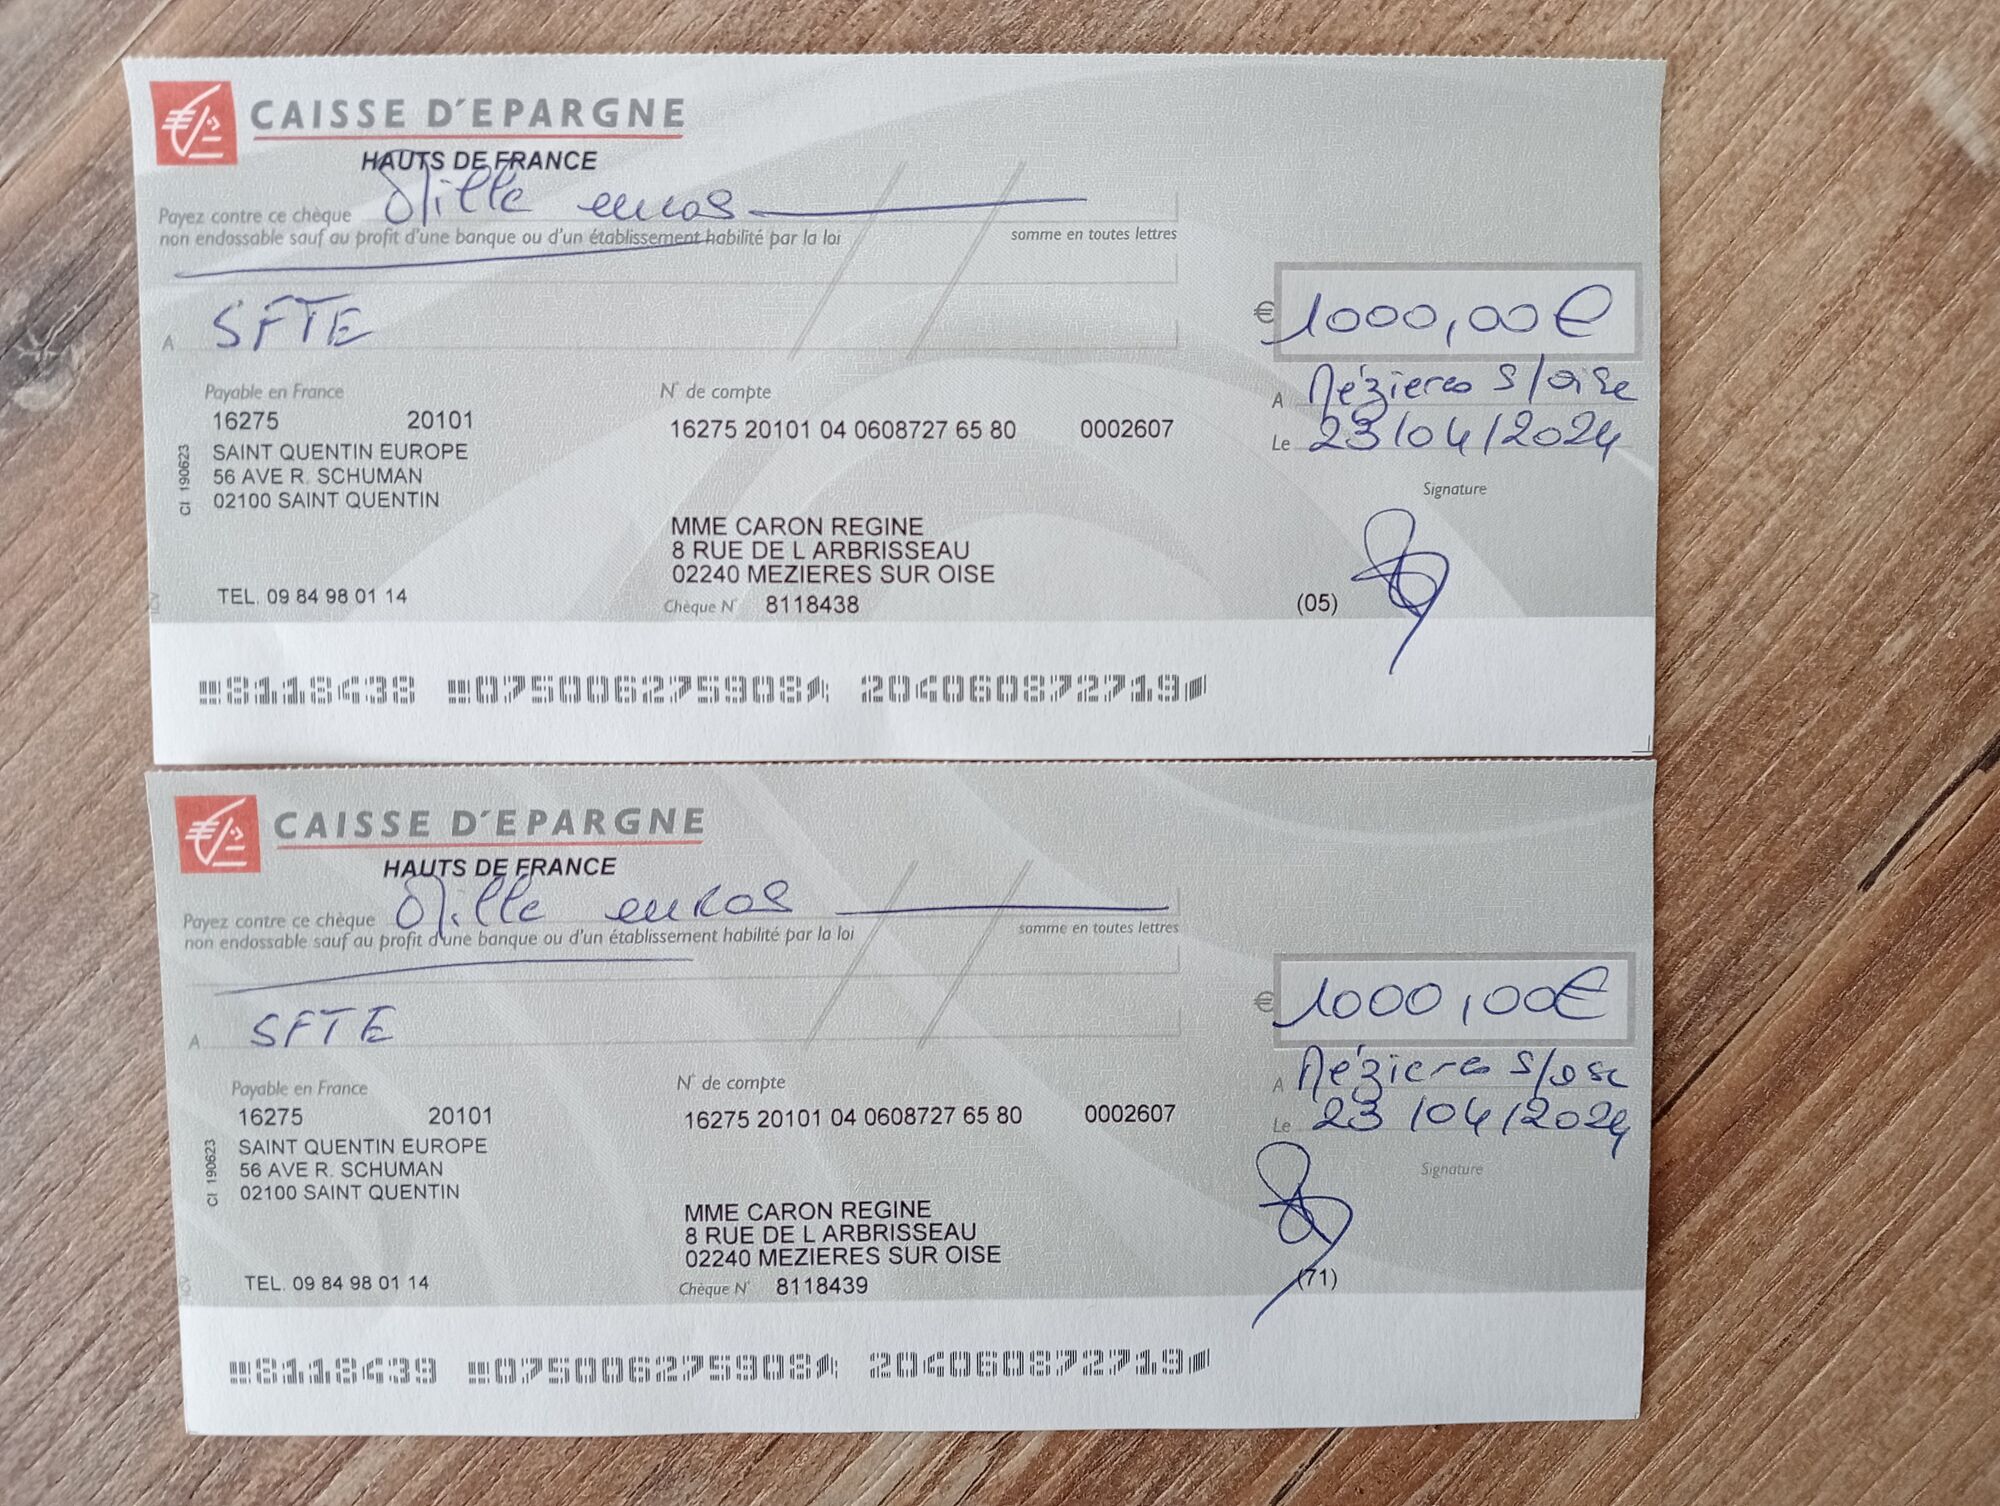 CAISSE D'EPARGNE
HAUTS DE FRANCE
Payez contre ce chèque Mille euros
non endossable sauf au profit d'une banque ou d'un établissement habilité par la loi somme en toutes lettres
€ 1000,00€
A SFTE
A Mézieres S/oise
Payable en France N° de compte
16275 20101 16275 20101 04 0608727 65 80 0002607
Le 23/04/2024
SAINT QUENTIN EUROPE
56 AVE R. SCHUMAN
02100 SAINT QUENTIN
CI 190623
Signature
MME CARON REGINE
8 RUE DE L ARBRISSEAU
02240 MEZIERES SUR OISE
TEL. 09 84 98 01 14 Chèque N° 8118438 (05)
8118438 075006275908 204060872719
CAISSE D'EPARGNE
HAUTS DE FRANCE
Payez contre ce chèque Mille euros
non endossable sauf au profit d'une banque ou d'un établissement habilité par la loi somme en toutes lettres
€ 1000,00€
A SFTE
A Mézieres S/oise
Payable en France N° de compte
16275 20101 16275 20101 04 0608727 65 80 0002607
Le 23/04/2024
SAINT QUENTIN EUROPE
56 AVE R. SCHUMAN
02100 SAINT QUENTIN
CI 190623
Signature
MME CARON REGINE
8 RUE DE L ARBRISSEAU
02240 MEZIERES SUR OISE
TEL. 09 84 98 01 14 Chèque N° 8118439 (71)
8118439 075006275908 204060872719